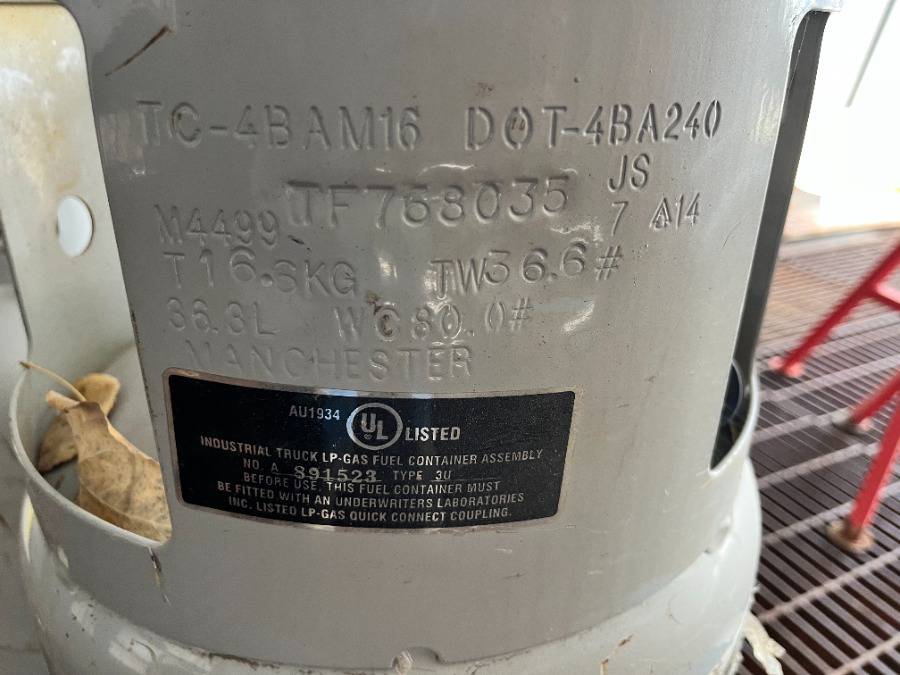 TC-4BAM16 DOT-4BA240
JS
TF768035
M4499 7 A14
T16.6KG TW36.6#
36.3L WC80.0#
MANCHESTER
AU1934 UL LISTED
INDUSTRIAL TRUCK LP-GAS FUEL CONTAINER ASSEMBLY
NO. A 891523 TYPE 3U
BEFORE USE, THIS FUEL CONTAINER MUST
BE FITTED WITH AN UNDERWRITERS LABORATORIES
INC. LISTED LP-GAS QUICK CONNECT COUPLING.